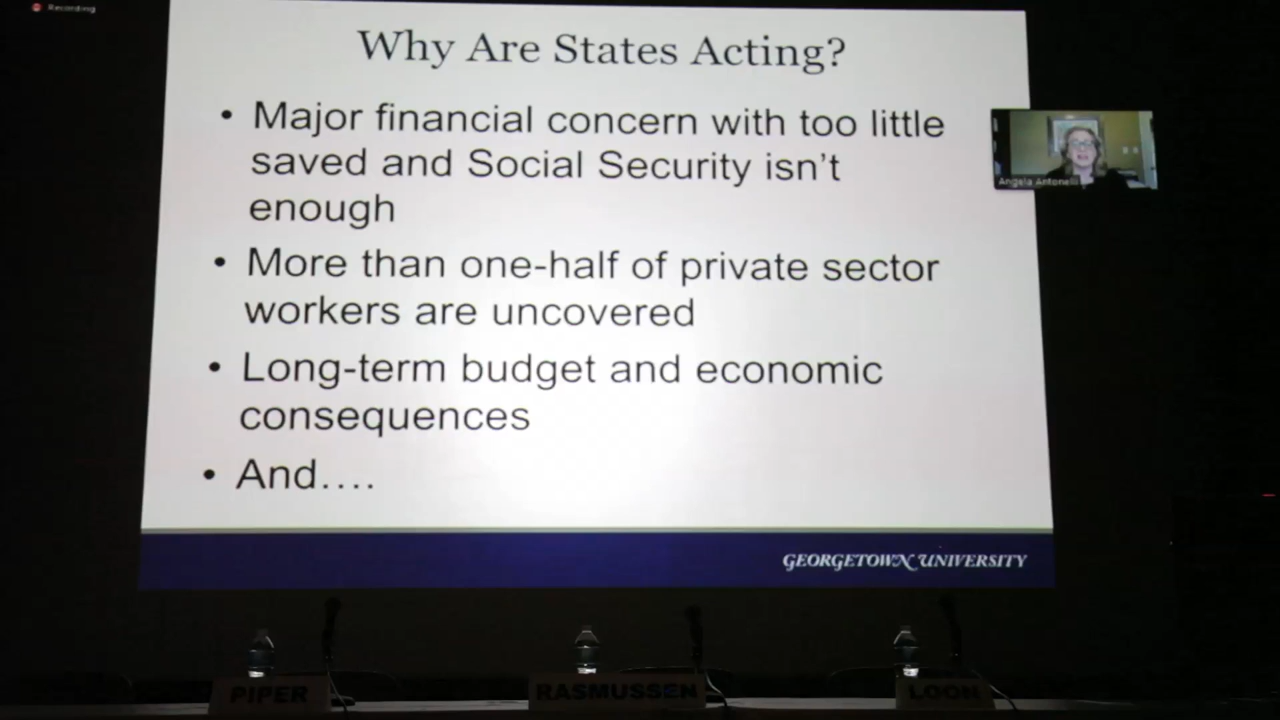 Recording
Why Are States Acting?
• Major financial concern with too little
saved and Social Security isn't
enough
• More than one-half of private sector
workers are uncovered
• Long-term budget and economic
consequences
• And....
Angela Antonelli
GEORGETOWN UNIVERSITY
PIPER
RASMUSSEN
LOON